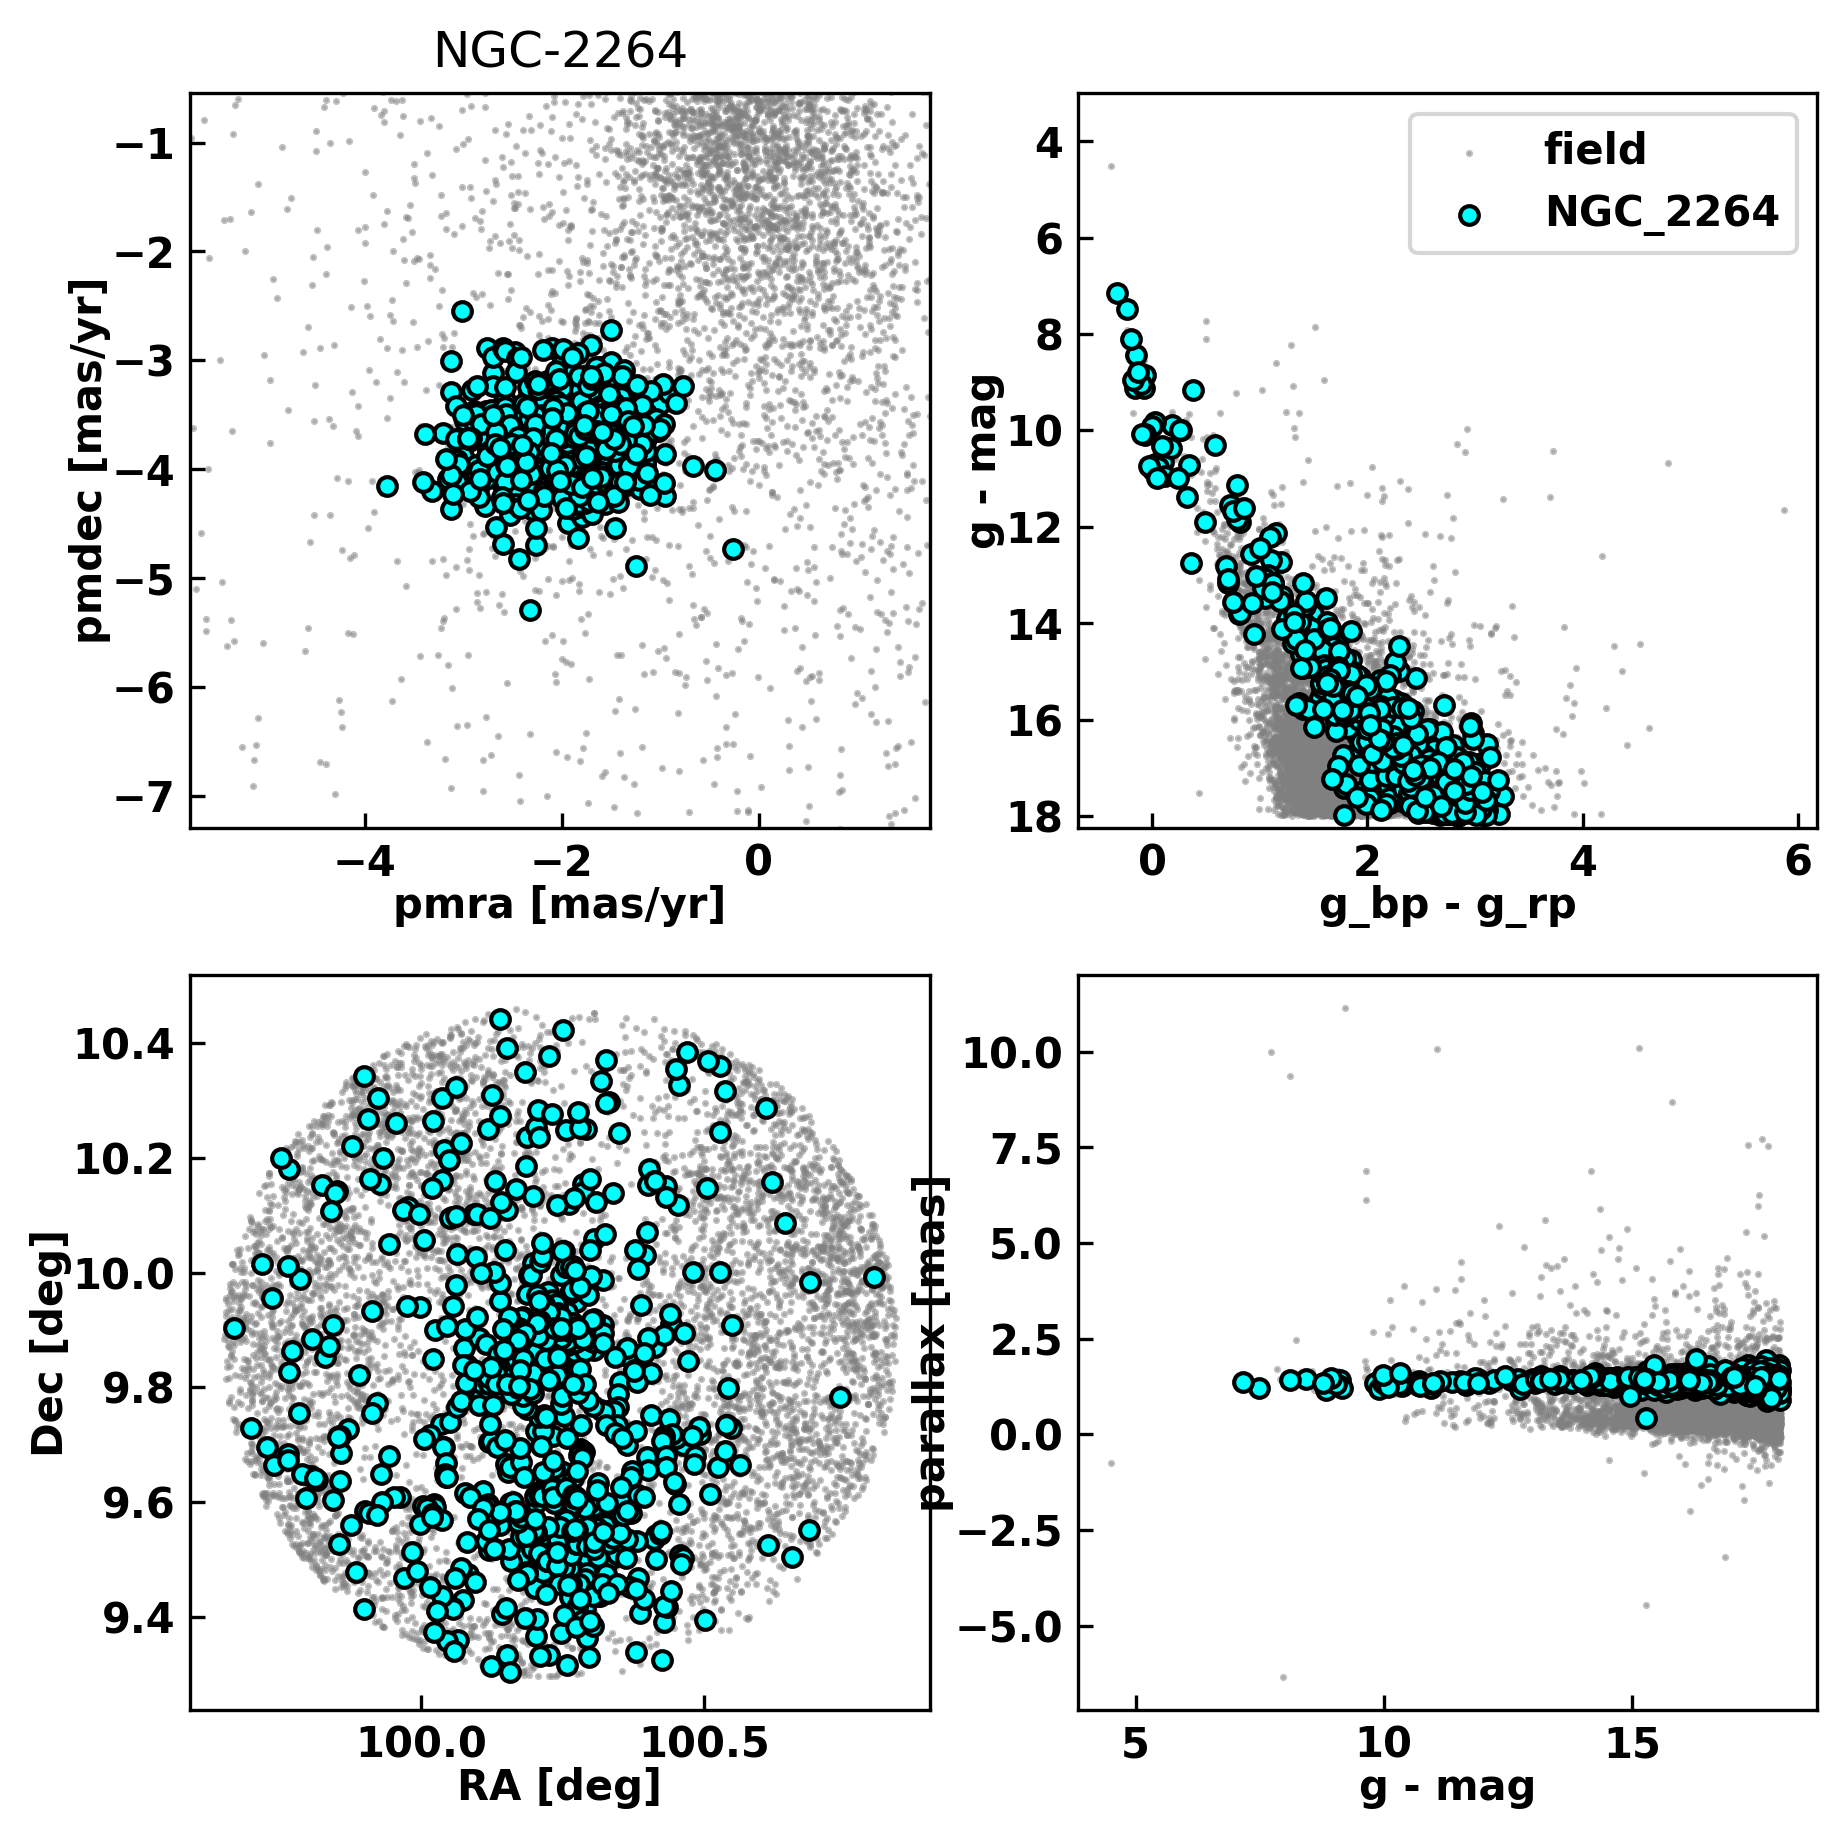 NGC-2264
−1
−2
−3
−4
−5
−6
−7
pmdec [mas/yr]
−4 −2 0
pmra [mas/yr]
field
NGC_2264
4
6
8
10
12
14
16
18
g - mag
0 2 4 6
g_bp - g_rp
10.4
10.2
10.0
9.8
9.6
9.4
Dec [deg]
100.0 100.5
RA [deg]
10.0
7.5
5.0
2.5
0.0
−2.5
−5.0
parallax [mas]
5 10 15
g - mag